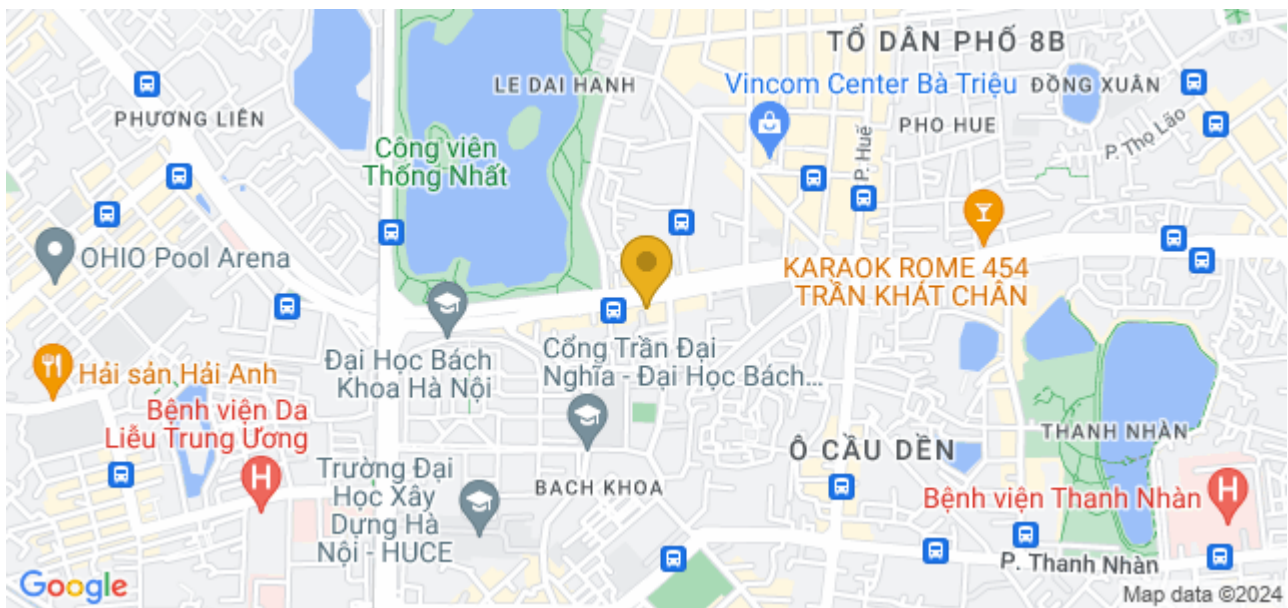 TỔ DÂN PHỐ 8B
LE DAI HANH
Vincom Center Bà Triệu
ĐỒNG XUÂN
PHƯƠNG LIÊN
PHO HUE
P. Thọ Lão
Công viên
Thống Nhất
P. Huế
OHIO Pool Arena
KARAOK ROME 454
TRẦN KHÁT CHÂN
Đại Học Bách
Khoa Hà Nội
Cổng Trần Đại
Nghĩa - Đại Học Bách...
Hải sản Hải Anh
Bệnh viện Da
Liễu Trung Ương
H
THANH NHÀN
Ô CẦU DỀN
Trường Đại
Học Xây
Dựng Hà
Nội - HUCE
BACH KHOA
Bệnh viện Thanh Nhàn
H
P. Thanh Nhàn
Google
Map data ©2024